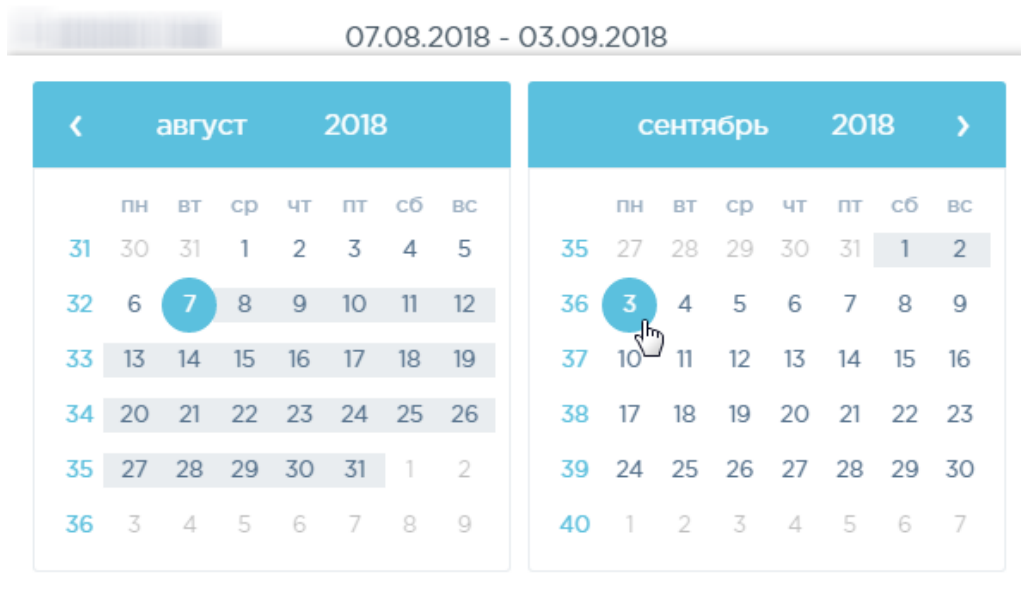 07.08.2018 - 03.09.2018
‹ август 2018
пн вт ср чт пт сб вс
31 30 31 1 2 3 4 5
32 6 7 8 9 10 11 12
33 13 14 15 16 17 18 19
34 20 21 22 23 24 25 26
35 27 28 29 30 31 1 2
36 3 4 5 6 7 8 9
сентябрь 2018 ›
пн вт ср чт пт сб вс
35 27 28 29 30 31 1 2
36 3 4 5 6 7 8 9
37 10 11 12 13 14 15 16
38 17 18 19 20 21 22 23
39 24 25 26 27 28 29 30
40 1 2 3 4 5 6 7